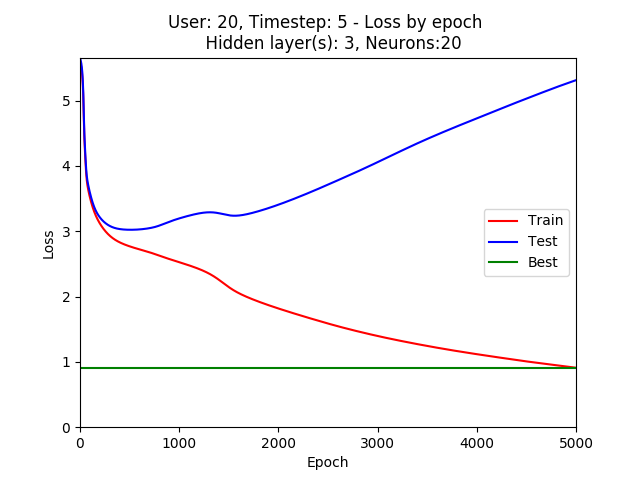 User: 20, Timestep: 5 - Loss by epoch
Hidden layer(s): 3, Neurons:20
5
4
3
2
1
0
Loss
Train
Test
Best
0 1000 2000 3000 4000 5000
Epoch